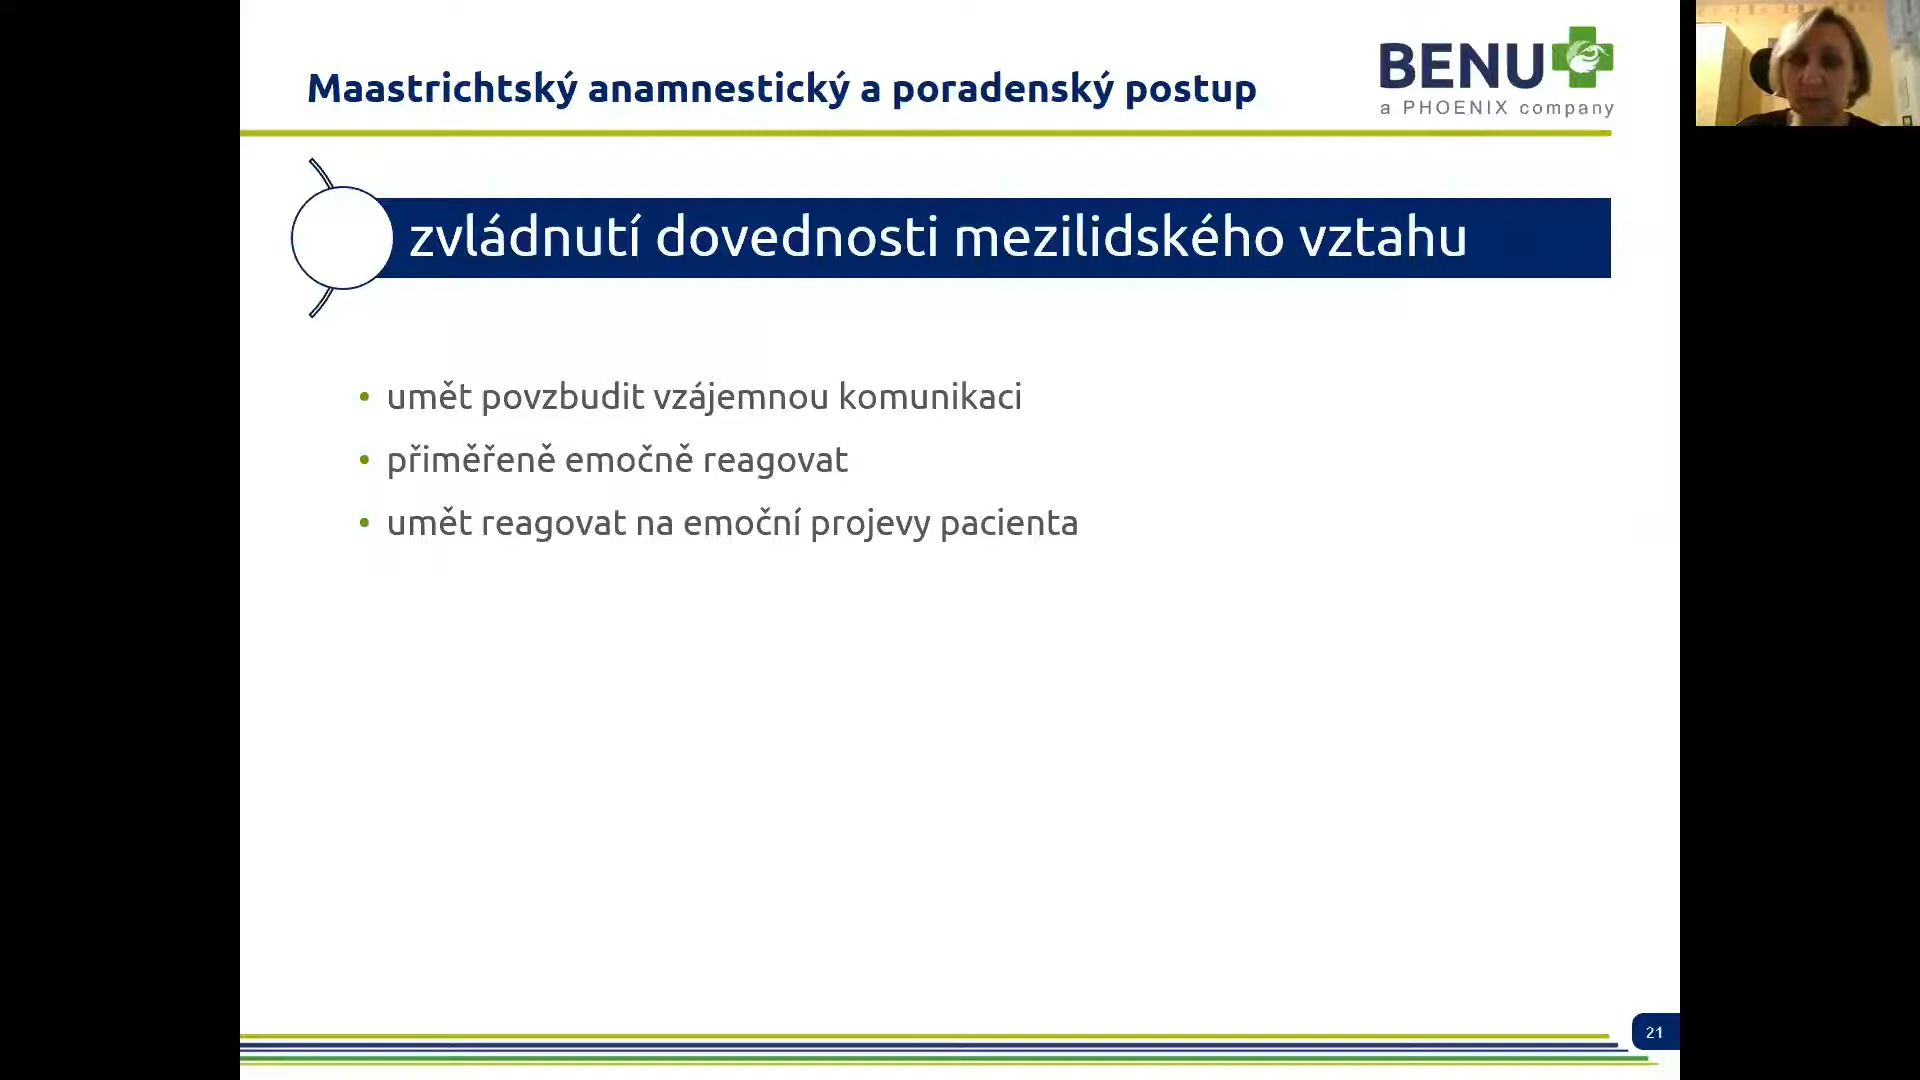 Maastrichtský anamnestický a poradenský postup
BENU
a PHOENIX company
zvládnutí dovednosti mezilidského vztahu
• umět povzbudit vzájemnou komunikaci
• přiměřeně emočně reagovat
• umět reagovat na emoční projevy pacienta
21